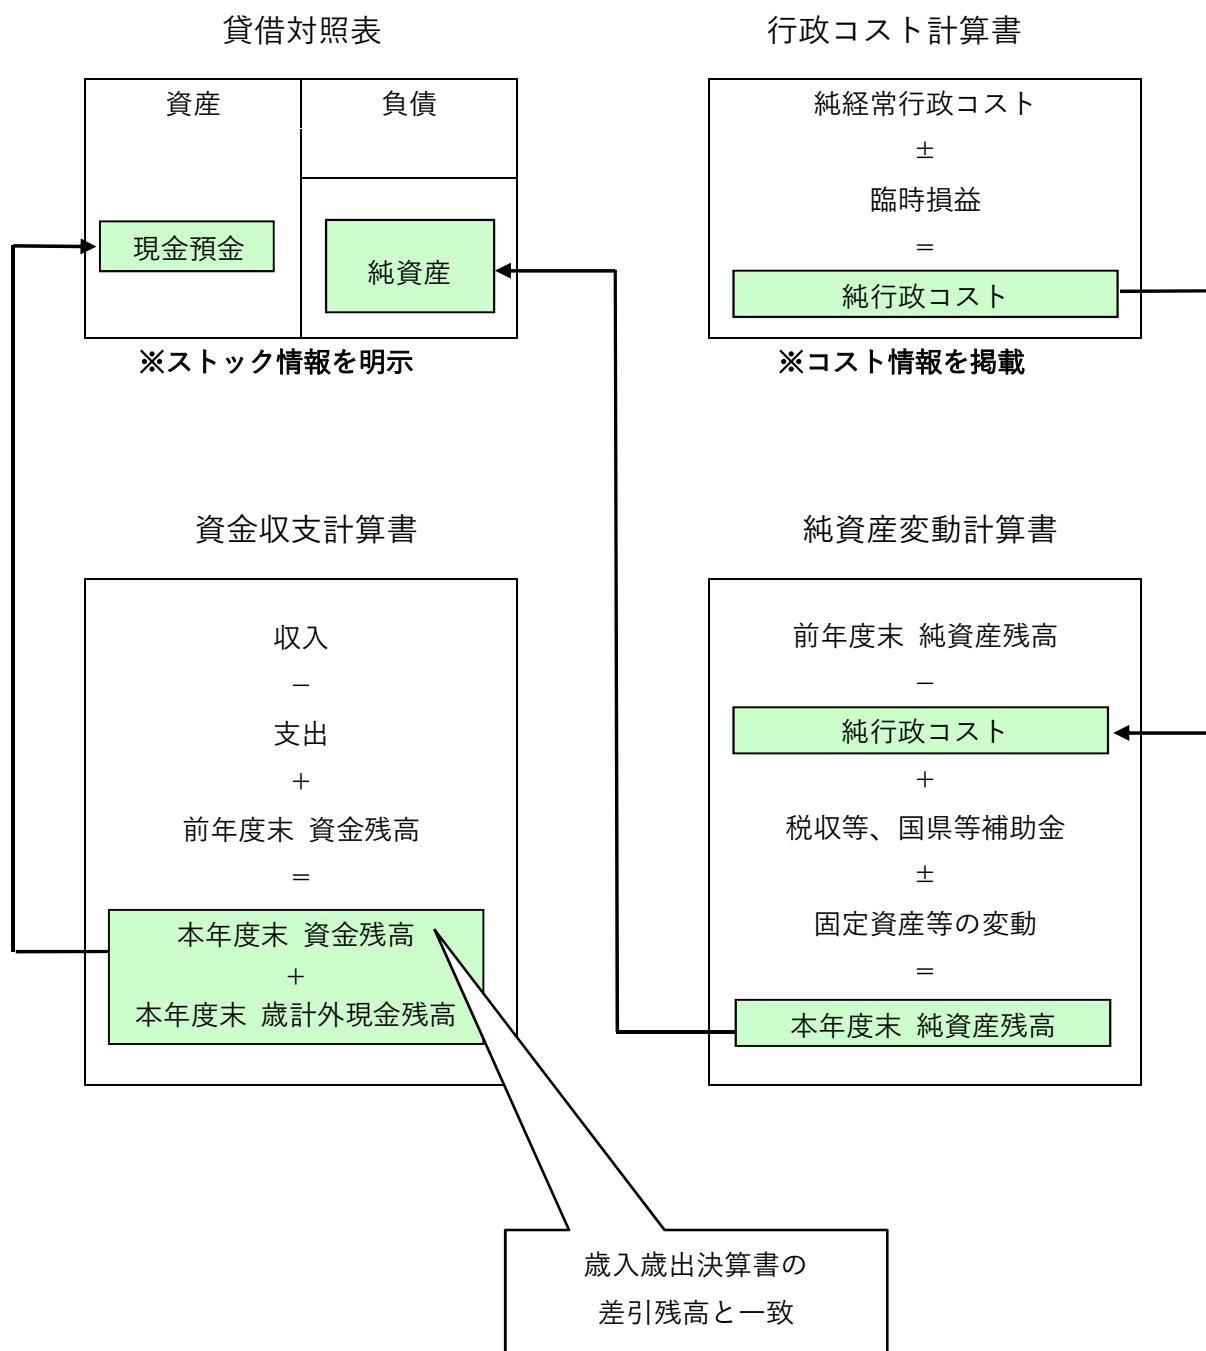 貸借対照表
資産
負債
現金預金
純資産
※ストック情報を明示
行政コスト計算書
純経常行政コスト
±
臨時損益
＝
純行政コスト
※コスト情報を掲載
資金収支計算書
収入
－
支出
＋
前年度末 資金残高
＝
本年度末 資金残高
＋
本年度末 歳計外現金残高
純資産変動計算書
前年度末 純資産残高
－
純行政コスト
＋
税収等、国県等補助金
±
固定資産等の変動
＝
本年度末 純資産残高
歳入歳出決算書の
差引残高と一致